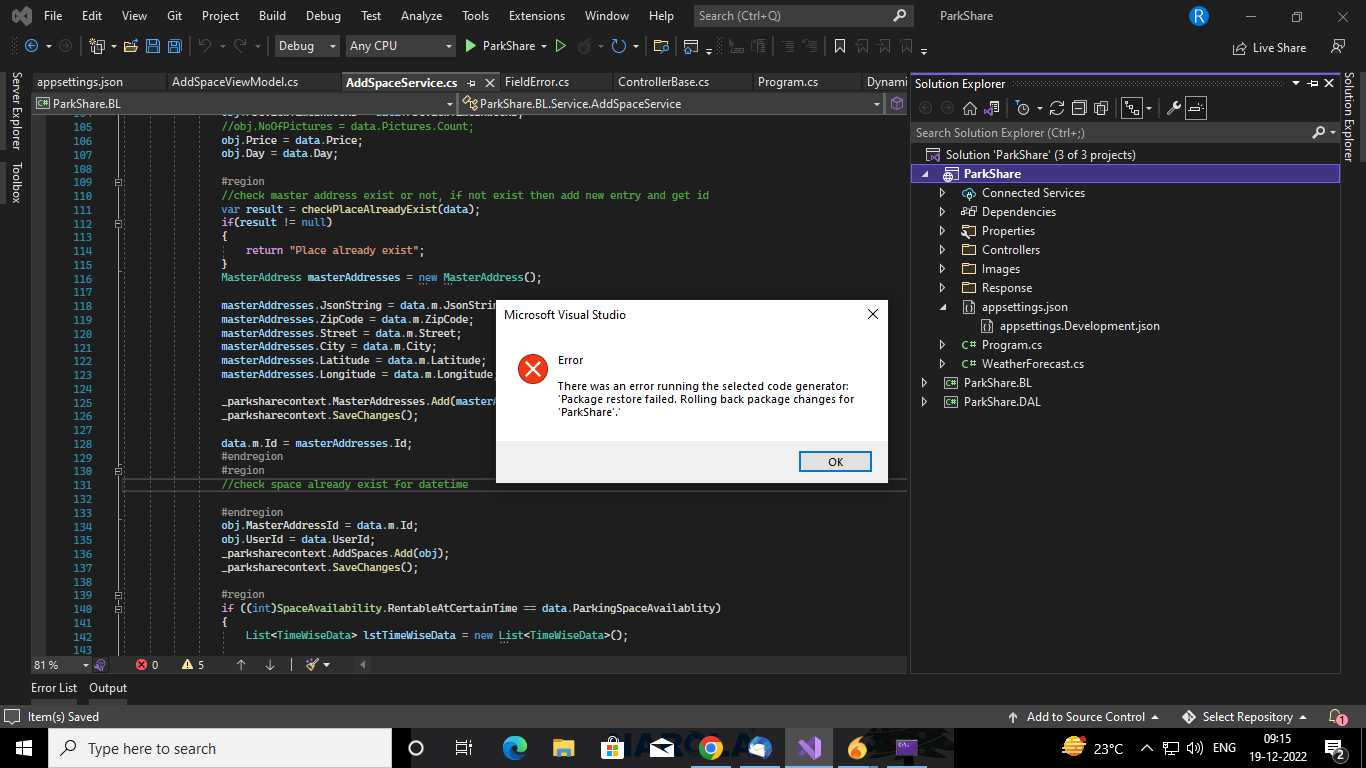 File Edit View Git Project Build Debug Test Analyze Tools Extensions Window Help Search (Ctrl+Q) ParkShare R
Debug Any CPU ParkShare Live Share
appsettings.json AddSpaceViewModel.cs AddSpaceService.cs FieldError.cs ControllerBase.cs Program.cs Dynami
ParkShare.BL ParkShare.BL.Service.AddSpaceService
Server Explorer
Toolbox
105 //obj.NoOfPictures = data.Pictures.Count;
106 obj.Price = data.Price;
107 obj.Day = data.Day;
108
109 #region
110 //check master address exist or not, if not exist then add new entry and get id
111 var result = checkPlaceAlreadyExist(data);
112 if(result != null)
113 {
114 return "Place already exist";
115 }
116 MasterAddress masterAddresses = new MasterAddress();
117
118 masterAddresses.JsonString = data.m.JsonStrin
119 masterAddresses.ZipCode = data.m.ZipCode;
120 masterAddresses.Street = data.m.Street;
121 masterAddresses.City = data.m.City;
122 masterAddresses.Latitude = data.m.Latitude;
123 masterAddresses.Longitude = data.m.Longitude;
124
125 _parksharecontext.MasterAddresses.Add(masterA
126 _parksharecontext.SaveChanges();
127
128 data.m.Id = masterAddresses.Id;
129 #endregion
130 #region
131 //check space already exist for datetime
132
133 #endregion
134 obj.MasterAddressId = data.m.Id;
135 obj.UserId = data.UserId;
136 _parksharecontext.AddSpaces.Add(obj);
137 _parksharecontext.SaveChanges();
138
139 #region
140 if ((int)SpaceAvailability.RentableAtCertainTime == data.ParkingSpaceAvailablity)
141 {
142 List<TimeWiseData> lstTimeWiseData = new List<TimeWiseData>();
143
Microsoft Visual Studio
Error
There was an error running the selected code generator:
'Package restore failed. Rolling back package changes for
'ParkShare'.'
OK
Solution Explorer
Search Solution Explorer (Ctrl+;)
Solution 'ParkShare' (3 of 3 projects)
ParkShare
Connected Services
Dependencies
Properties
Controllers
Images
Response
appsettings.json
appsettings.Development.json
C# Program.cs
C# WeatherForecast.cs
C# ParkShare.BL
C# ParkShare.DAL
Solution Explorer
81 % 0 5
Error List Output
Item(s) Saved Add to Source Control Select Repository 1
Type here to search 23°C ENG 09:15
19-12-2022 2